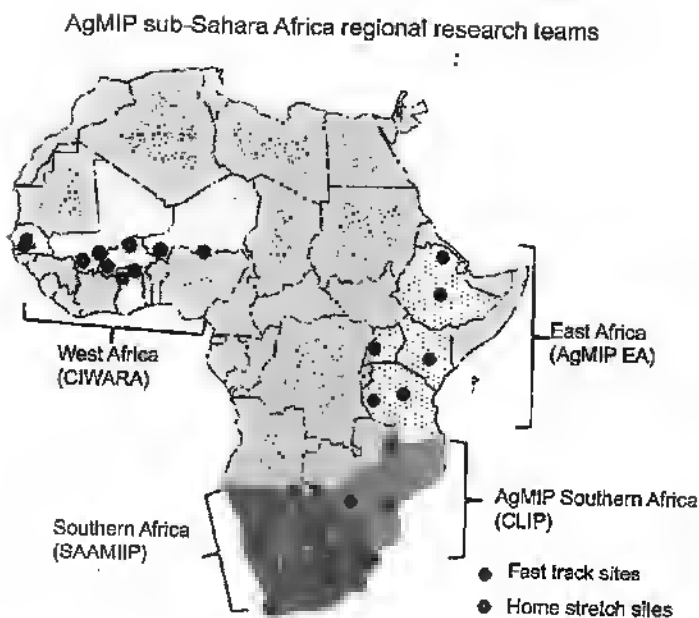 AgMIP sub-Sahara Africa regional research teams
West Africa
(CIWARA)
East Africa
(AgMIP EA)
AgMIP Southern Africa
(CLIP)
Southern Africa
(SAAMIIP)
Fast track sites
Home stretch sites